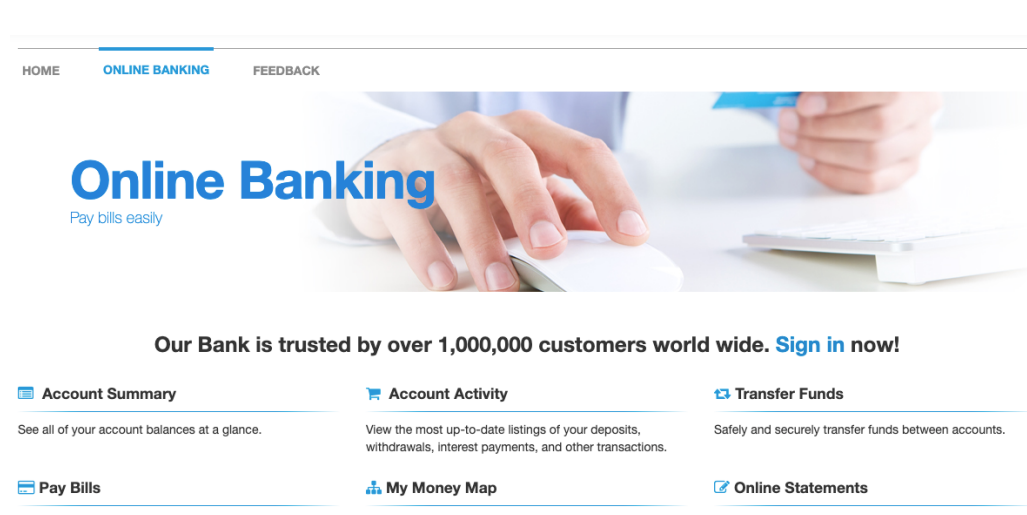 HOME ONLINE BANKING FEEDBACK
Online Banking
Pay bills easily
Our Bank is trusted by over 1,000,000 customers world wide. Sign in now!
Account Summary
See all of your account balances at a glance.
Account Activity
View the most up-to-date listings of your deposits,
withdrawals, interest payments, and other transactions.
Transfer Funds
Safely and securely transfer funds between accounts.
Pay Bills
My Money Map
Online Statements